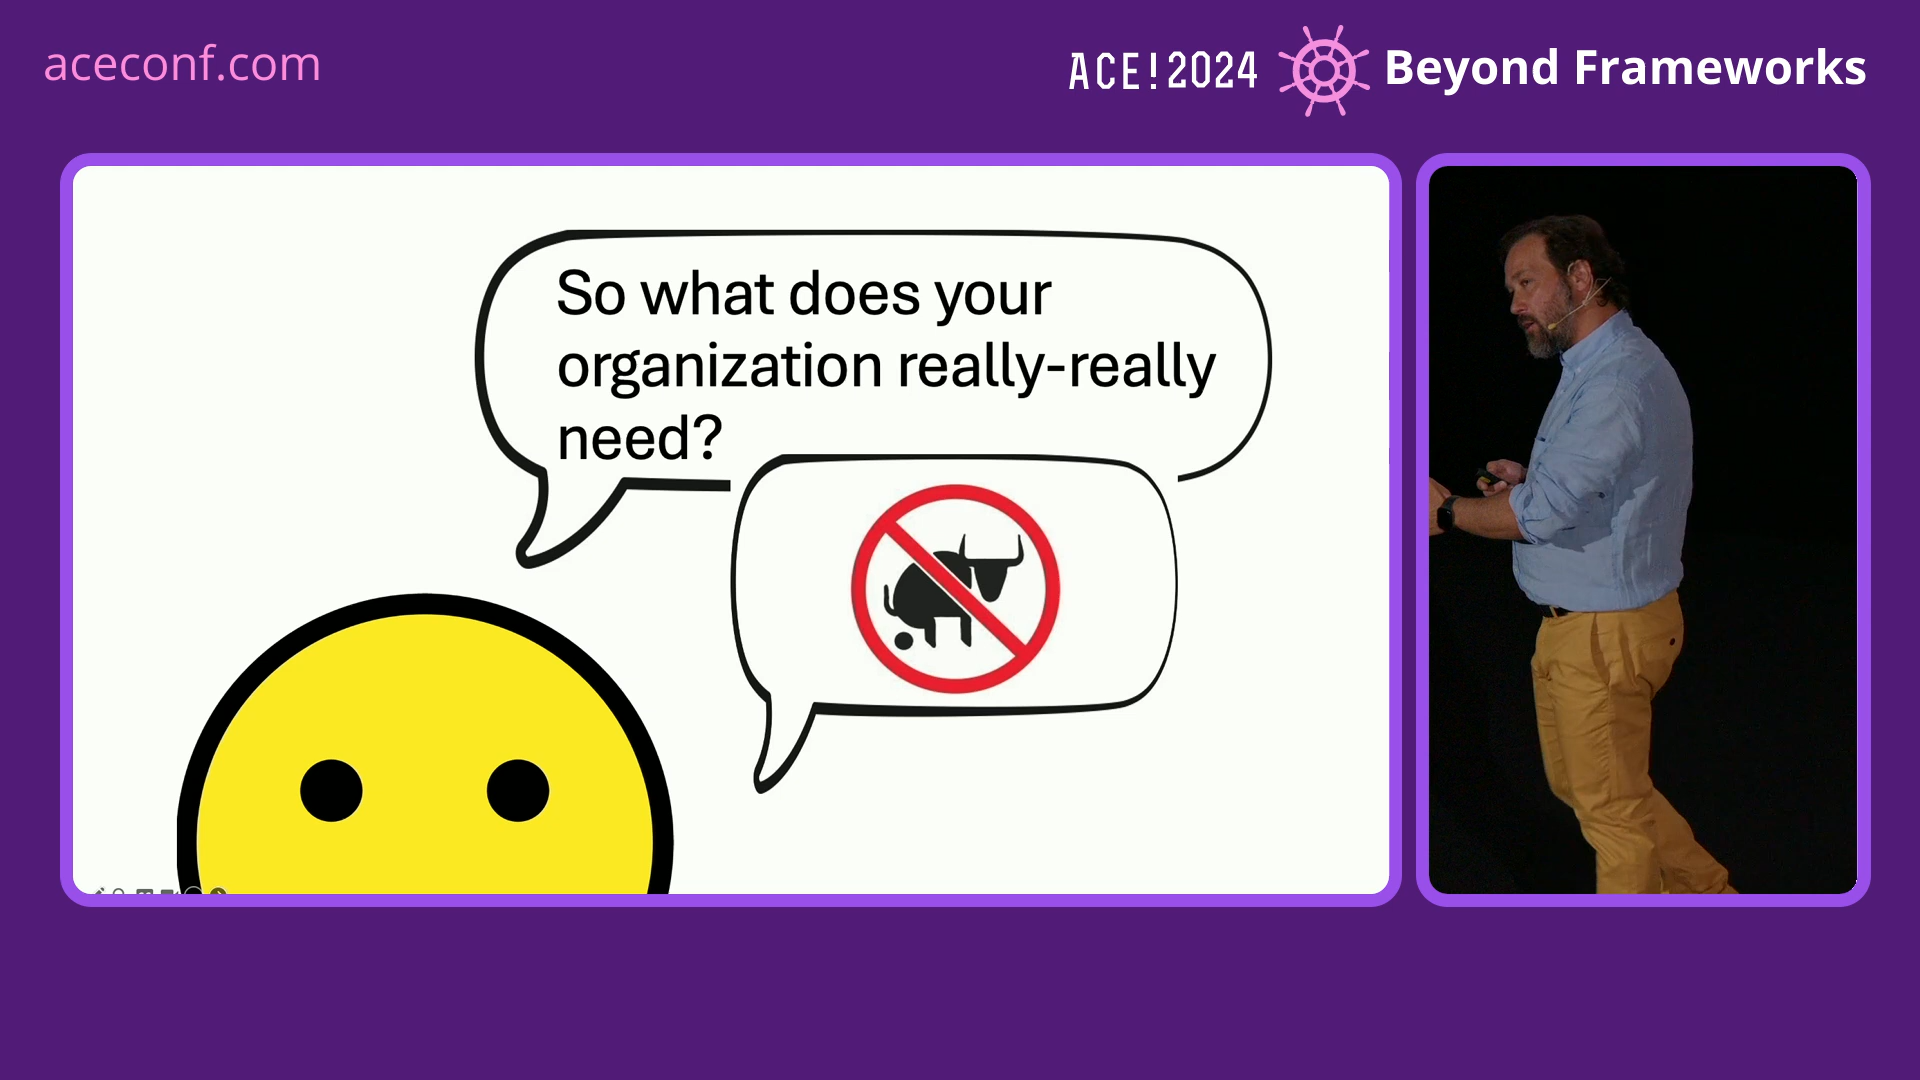 aceconf.com
ACE!2024 Beyond Frameworks
So what does your
organization really-really
need?